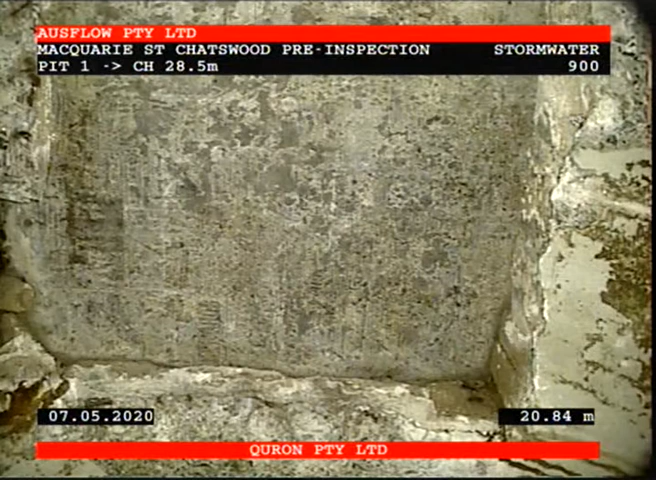 AUSFLOW PTY LTD
MACQUARIE ST CHATSWOOD PRE-INSPECTION STORMWATER
PIT 1 -> CH 28.5m 900
07.05.2020 20.84 m
QURON PTY LTD